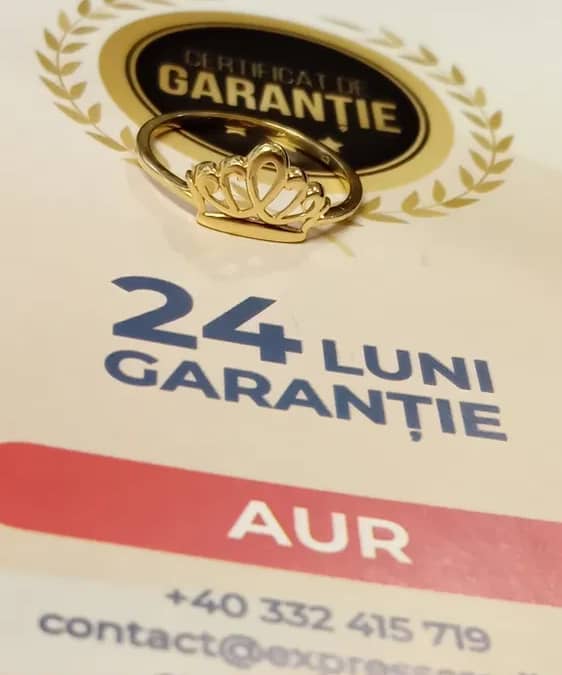 CERTIFICAT DE
GARANȚIE
24 LUNI
GARANȚIE
AUR
+40 332 415 719